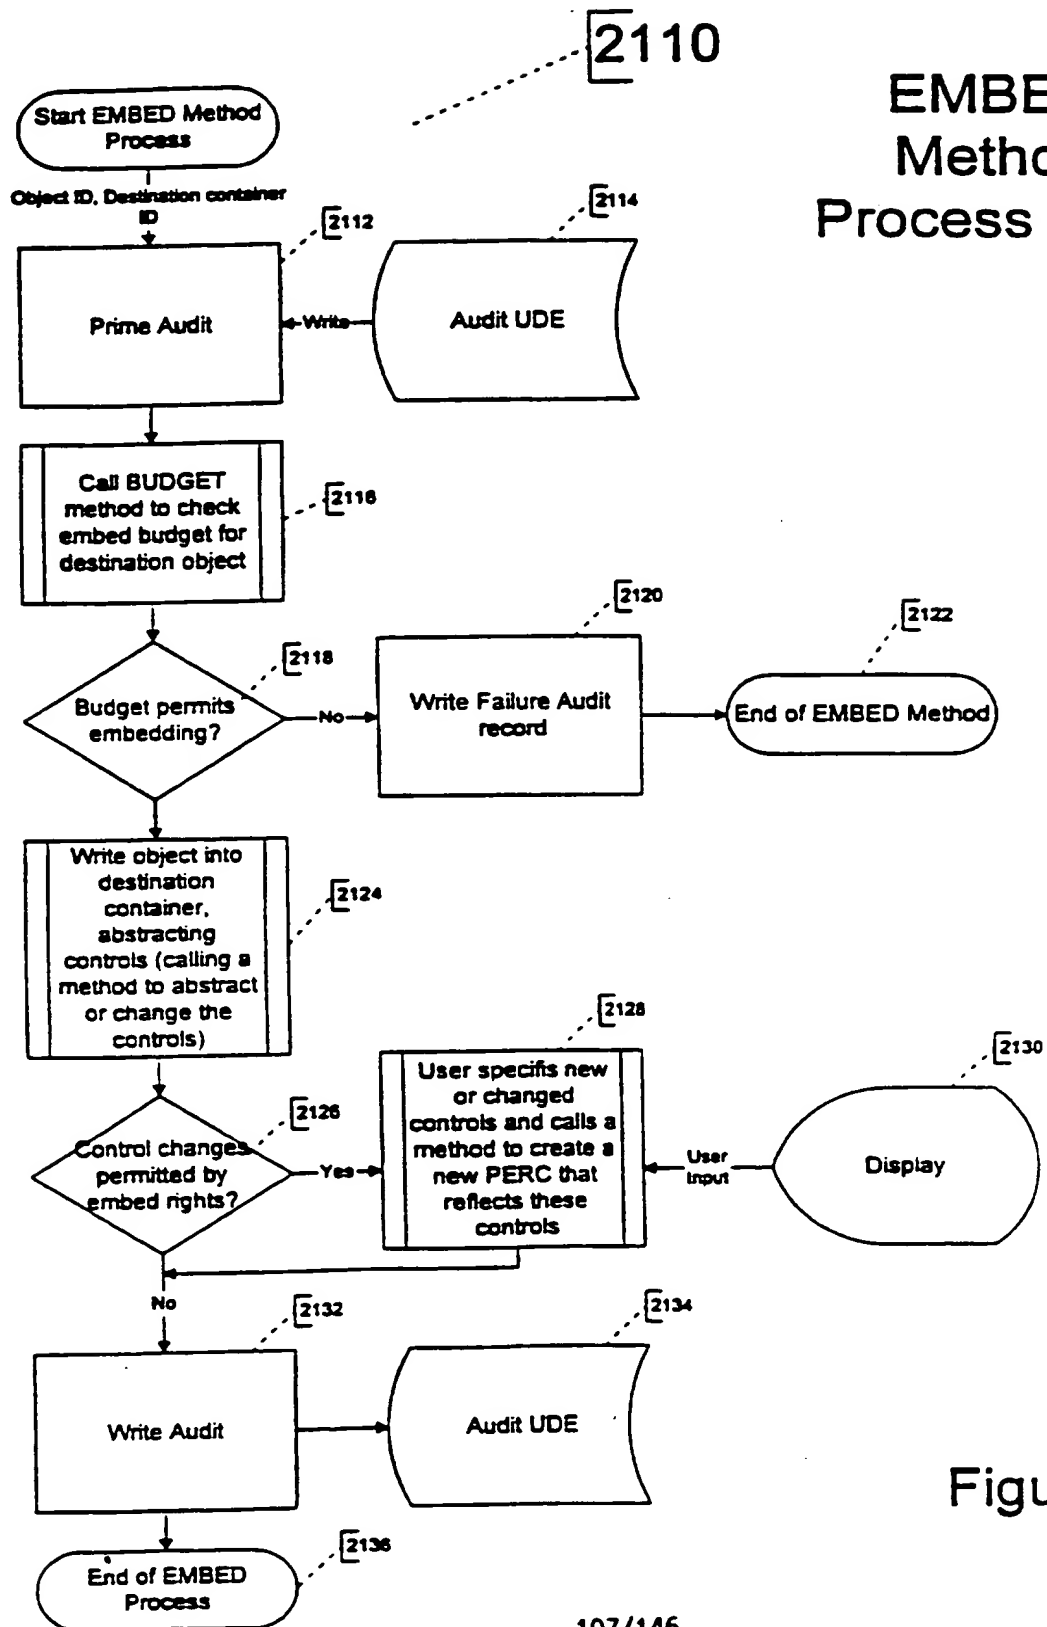 2110
EMBE
Metho
Process
Start EMBED Method
Process
Object ID, Destination container
ID
2112
2114
Prime Audit
Write
Audit UDE
Call BUDGET
method to check
embed budget for
destination object
2116
2118
Budget permits
embedding?
No
2120
Write Failure Audit
record
2122
End of EMBED Method
Write object into
destination
container,
abstracting
controls (calling a
method to abstract
or change the
controls)
2124
2126
Control changes
permitted by
embed rights?
Yes
2128
User specifis new
or changed
controls and calls a
method to create a
new PERC that
reflects these
controls
User
Input
2130
Display
No
2132
2134
Write Audit
Audit UDE
Figu
2136
End of EMBED
Process
107/146